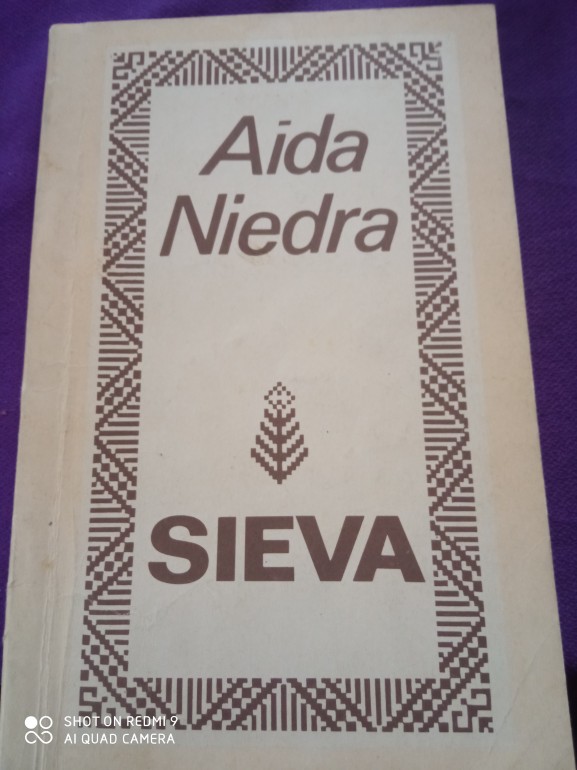 Aida
Niedra
SIEVA
SHOT ON REDMI 9
AI QUAD CAMERA